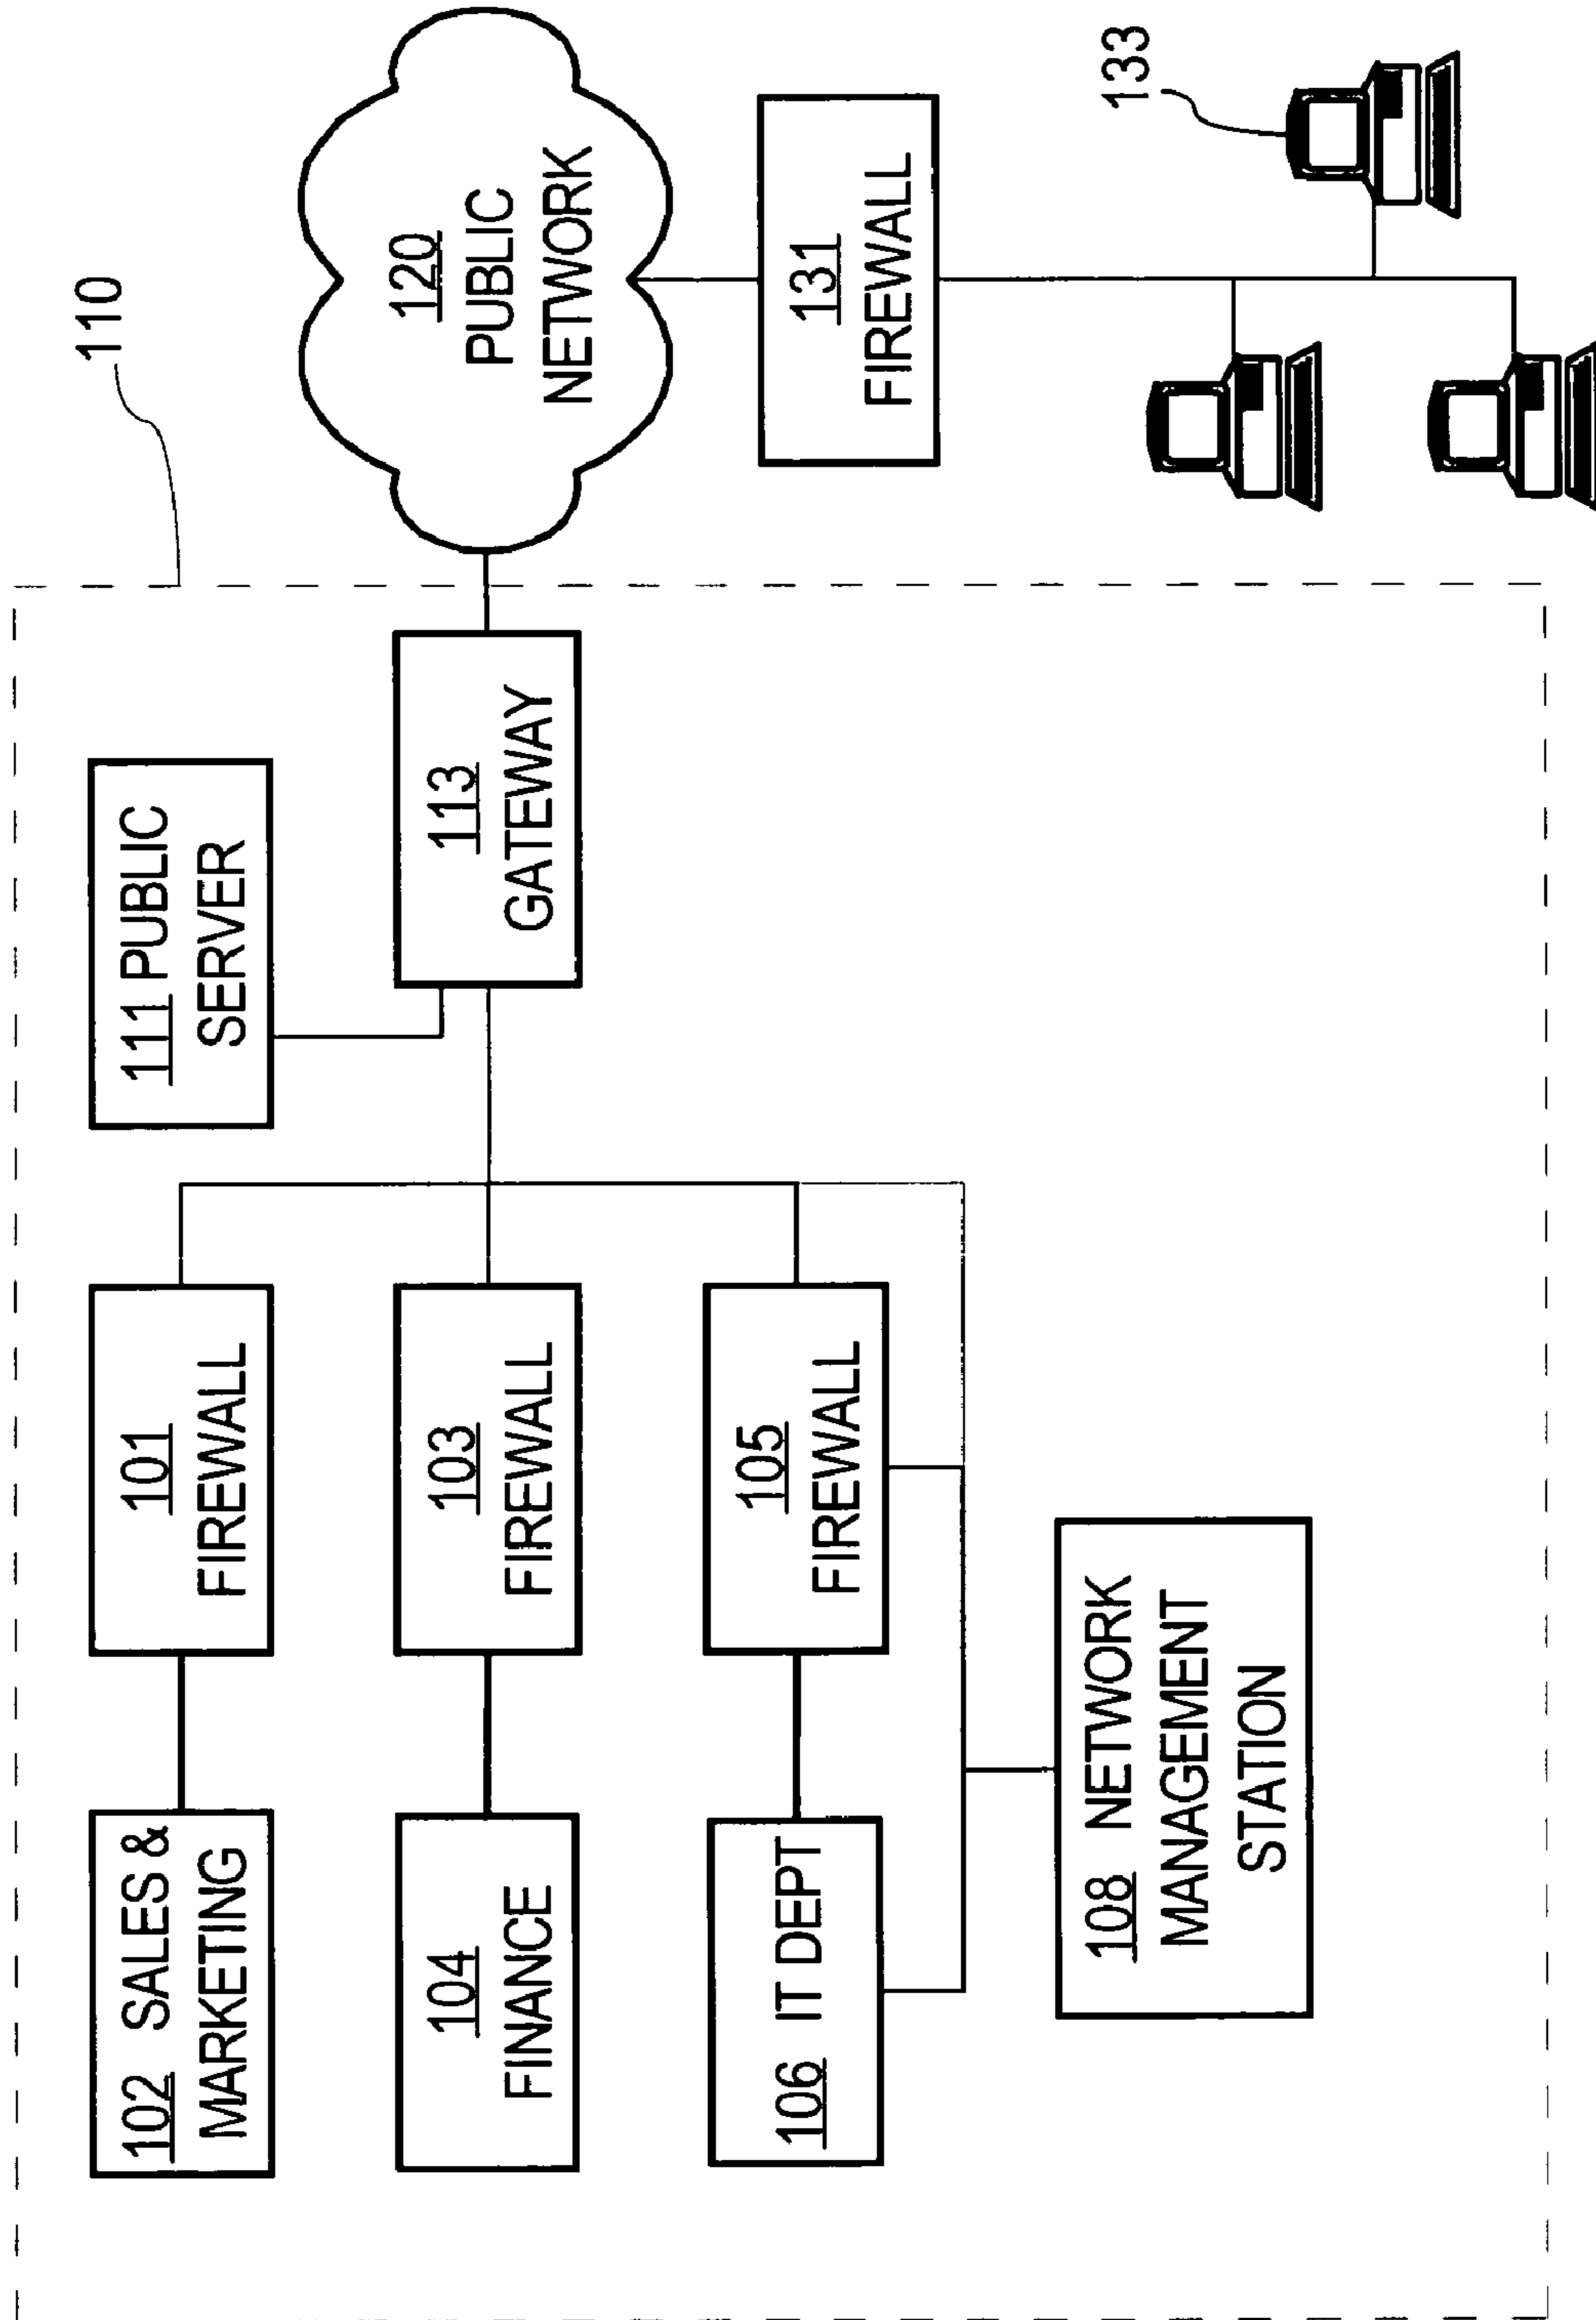 110
102 SALES &
MARKETING
101
FIREWALL
111 PUBLIC
SERVER
104
FINANCE
103
FIREWALL
113
GATEWAY
120
PUBLIC
NETWORK
106 IT DEPT
105
FIREWALL
131
FIREWALL
108 NETWORK
MANAGEMENT
STATION
133